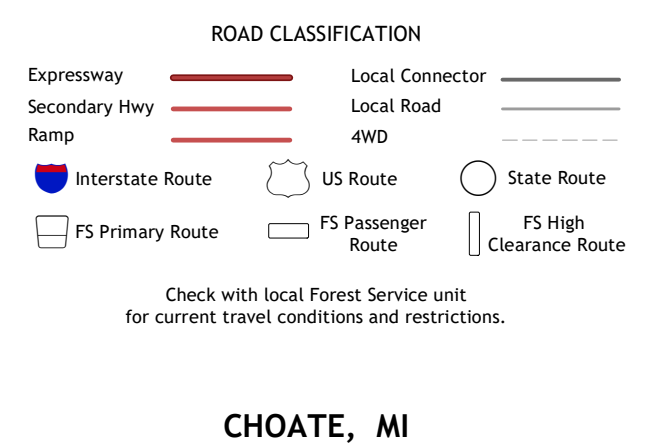 ROAD CLASSIFICATION
Expressway
Local Connector
Secondary Hwy
Local Road
Ramp
4WD
Interstate Route
US Route
State Route
FS Primary Route
FS Passenger
Route
FS High
Clearance Route
Check with local Forest Service unit
for current travel conditions and restrictions.
CHOATE, MI